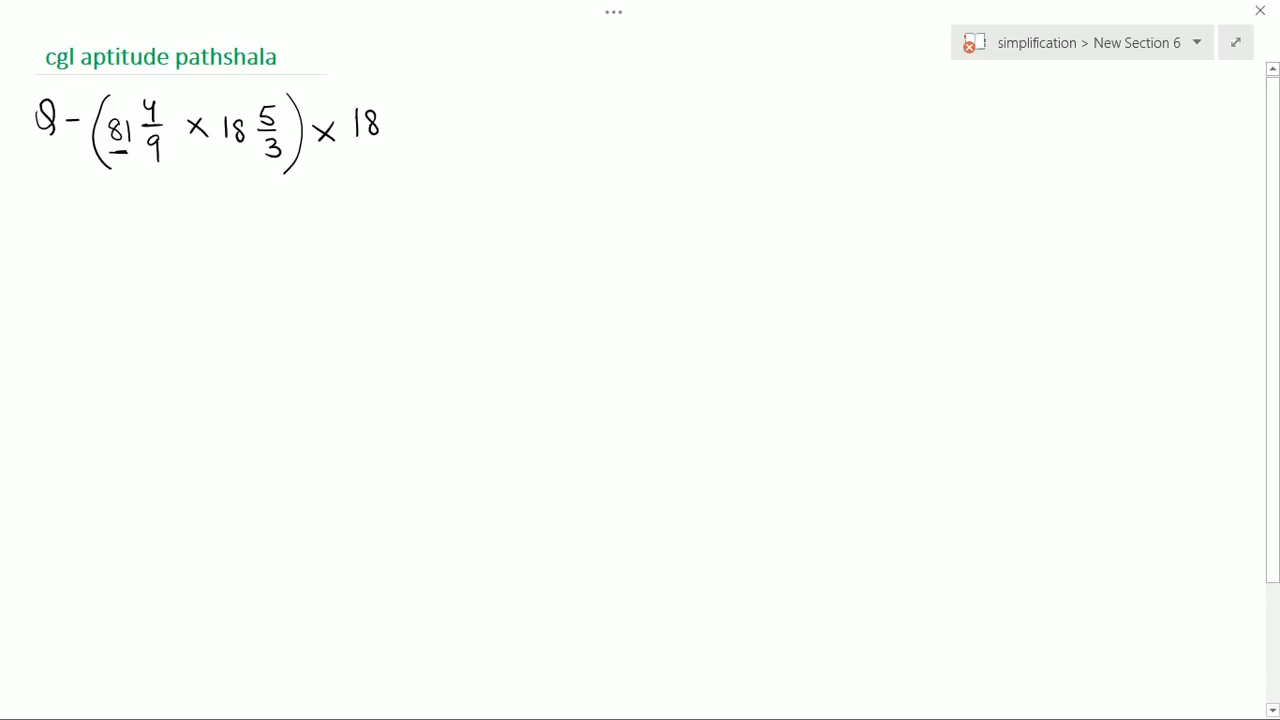 simplification > New Section 6
cgl aptitude pathshala
Q - (81 4/9 × 18 5/3) × 18